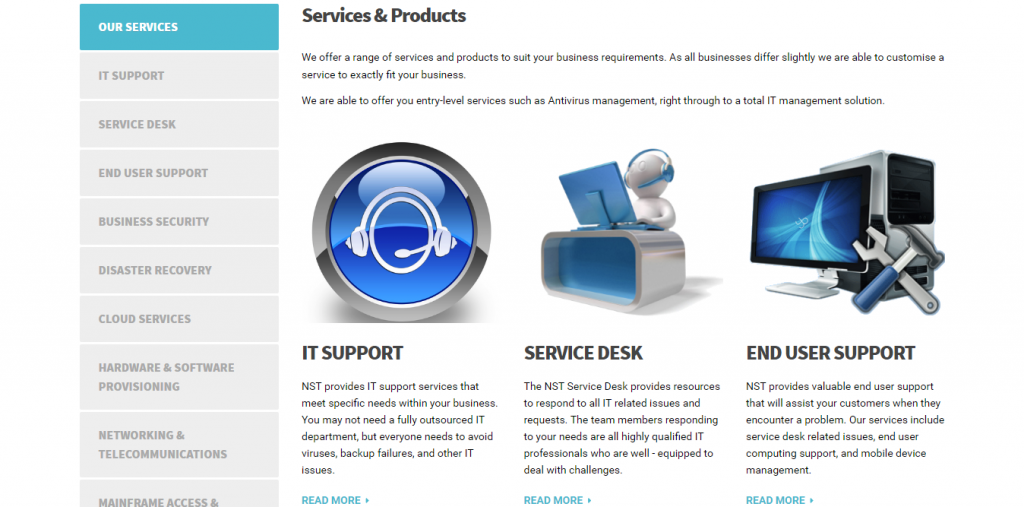 OUR SERVICES
IT SUPPORT
SERVICE DESK
END USER SUPPORT
BUSINESS SECURITY
DISASTER RECOVERY
CLOUD SERVICES
HARDWARE & SOFTWARE
PROVISIONING
NETWORKING &
TELECOMMUNICATIONS
MAINFRAME ACCESS &
Services & Products
We offer a range of services and products to suit your business requirements. As all businesses differ slightly we are able to customise a
service to exactly fit your business.
We are able to offer you entry-level services such as Antivirus management, right through to a total IT management solution.
IT SUPPORT
NST provides IT support services that
meet specific needs within your business.
You may not need a fully outsourced IT
department, but everyone needs to avoid
viruses, backup failures, and other IT
issues.
READ MORE
SERVICE DESK
The NST Service Desk provides resources
to respond to all IT related issues and
requests. The team members responding
to your needs are all highly qualified IT
professionals who are well - equipped to
deal with challenges.
READ MORE
END USER SUPPORT
NST provides valuable end user support
that will assist your customers when they
encounter a problem. Our services include
service desk related issues, end user
computing support, and mobile device
management.
READ MORE